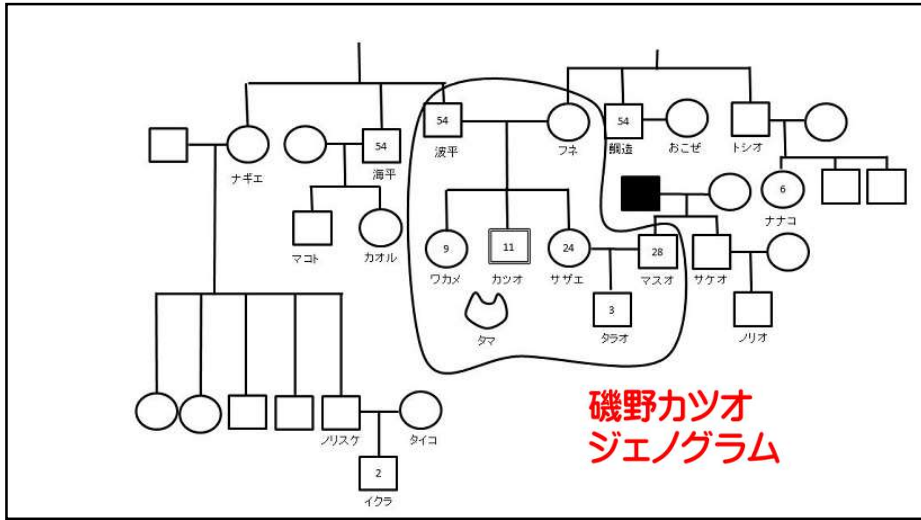 54
54
54
波平
フネ
鯛造
おこぜ
トシオ
ナギエ
海平
6
ナナコ
マコト
カオル
9
11
24
28
ワカメ
カツオ
サザエ
マスオ
サケオ
3
タマ
タラオ
ノリオ
磯野カツオ
ジェノグラム
ノリスケ
タイコ
2
イクラ